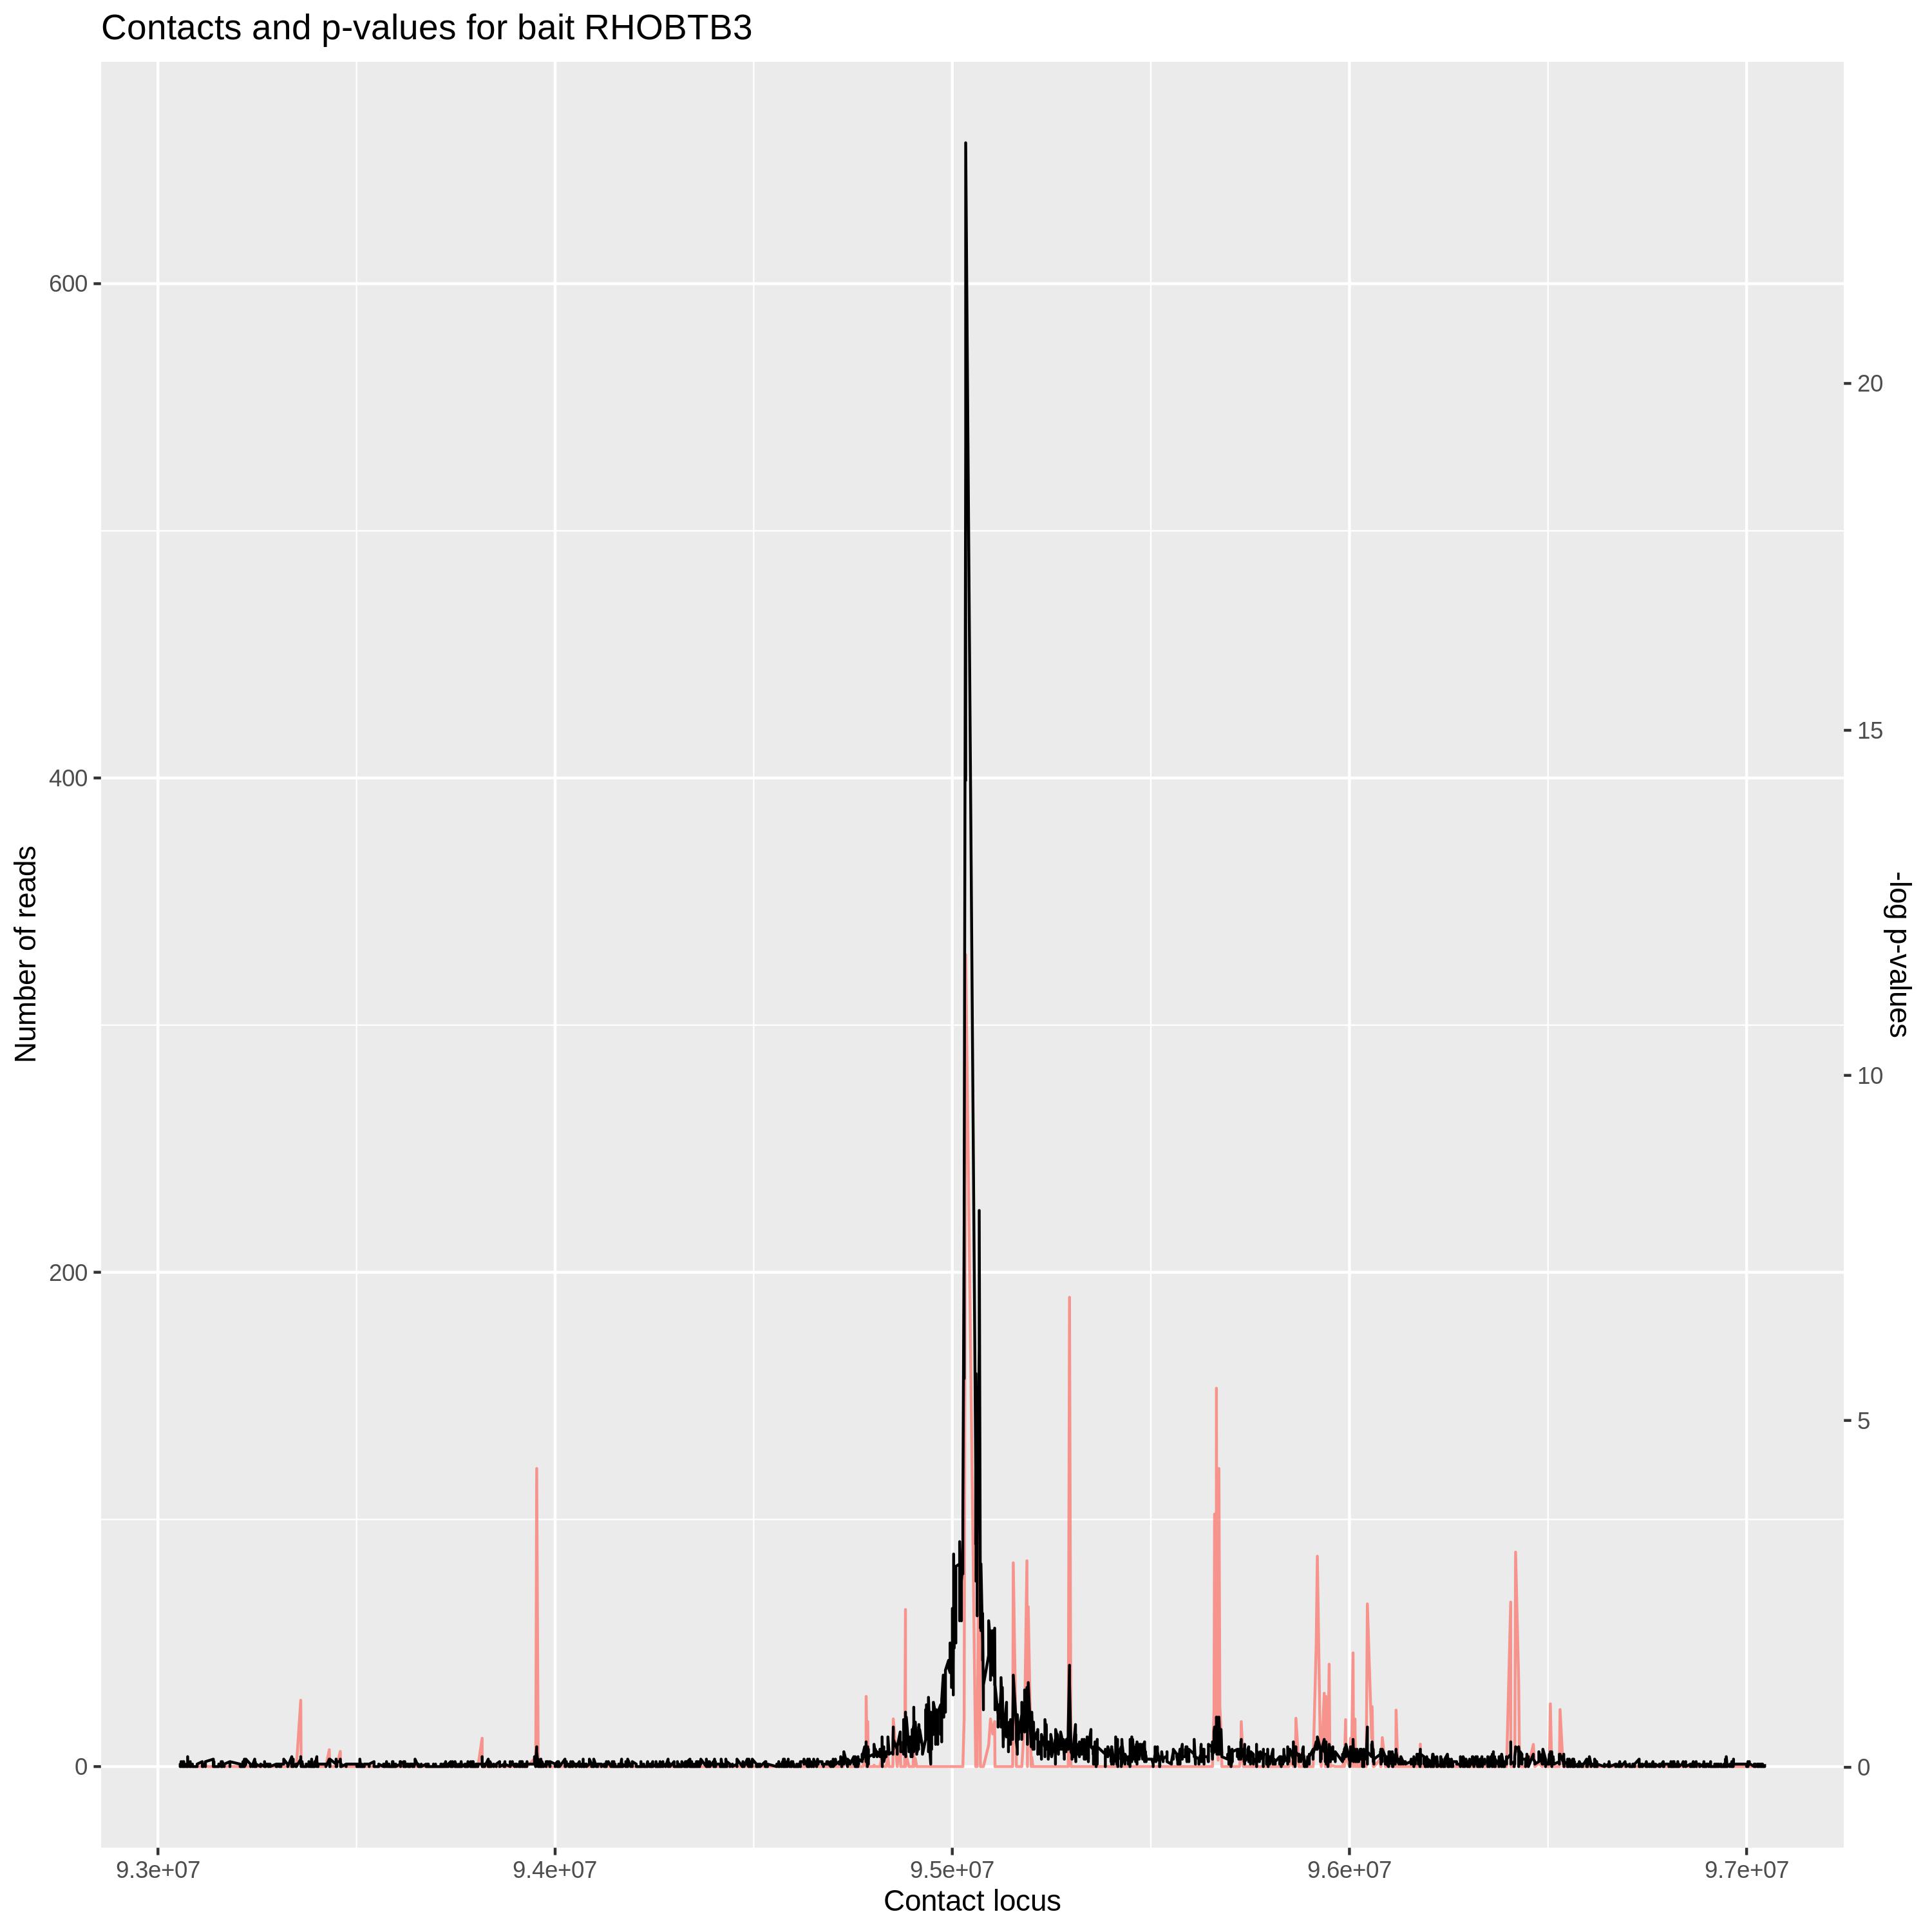 Contacts and p-values for bait RHOBTB3
600
400
200
0
20
15
10
5
0
Number of reads
-log p-values
9.3e+07
9.4e+07
9.5e+07
9.6e+07
9.7e+07
Contact locus